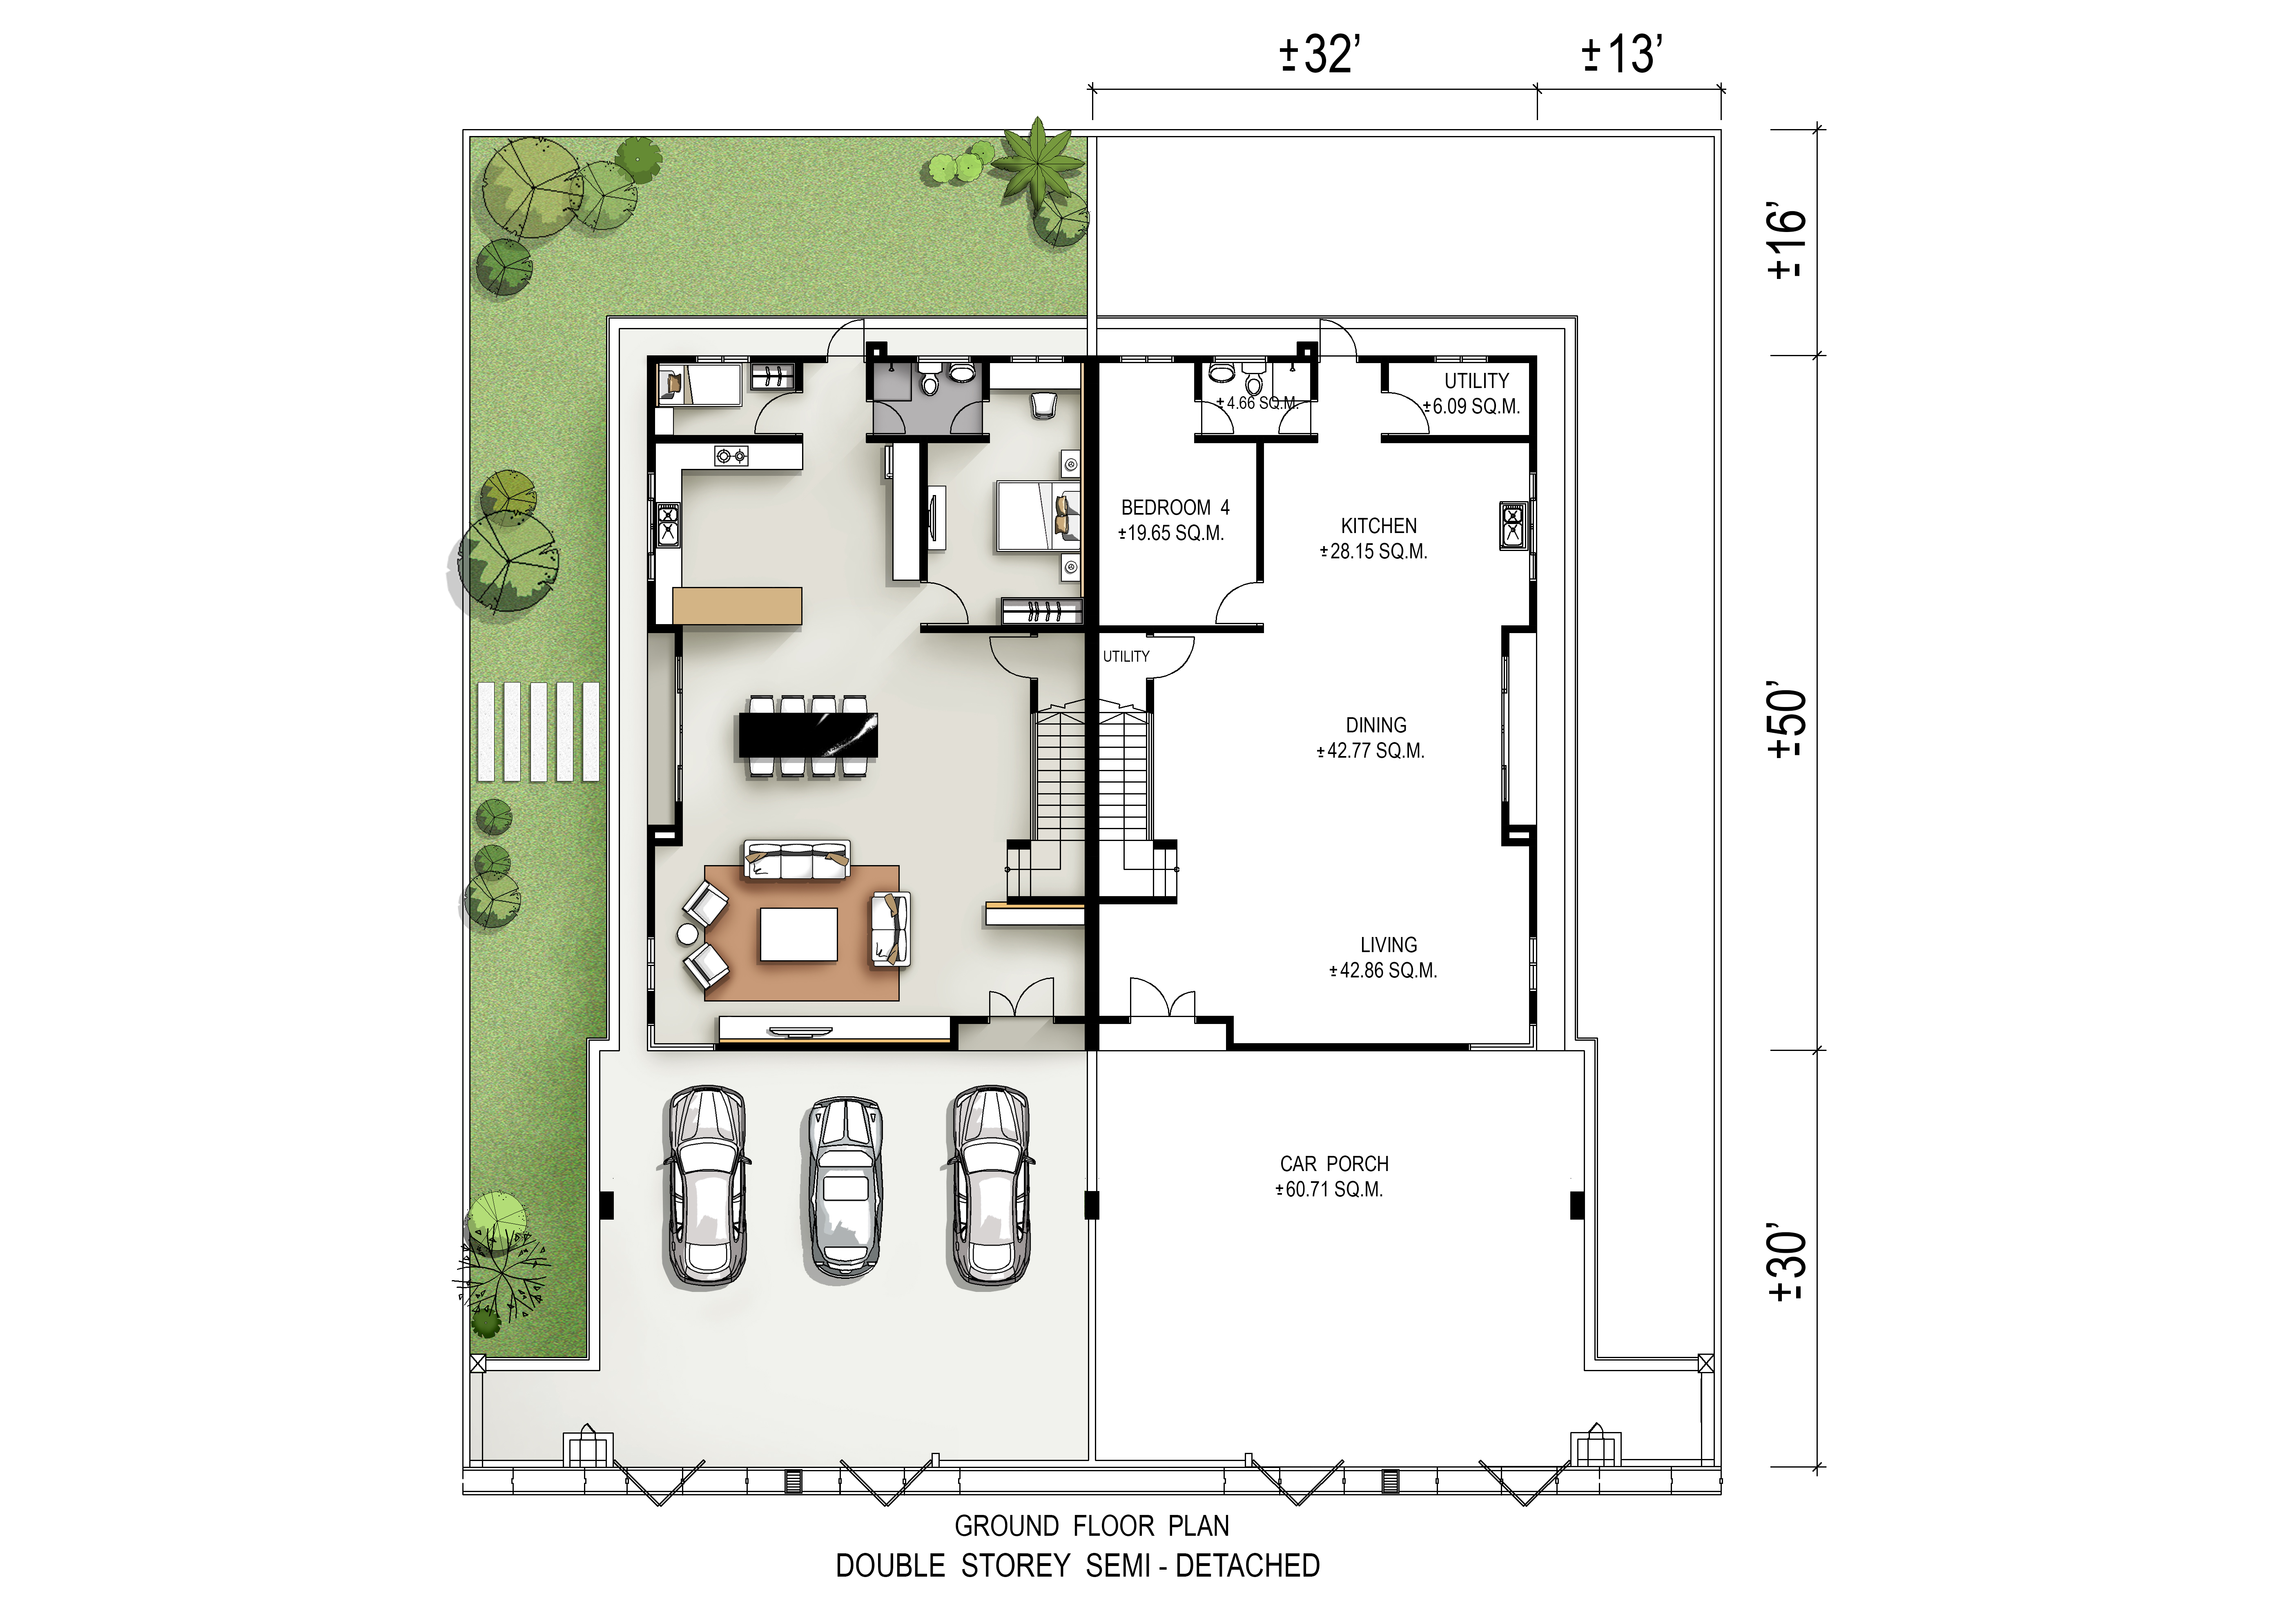 ±32’
±13’
±16’
UTILITY
±6.09 SQ.M.
±4.66 SQ.M.
BEDROOM 4
±19.65 SQ.M.
KITCHEN
±28.15 SQ.M.
UTILITY
DINING
±42.77 SQ.M.
±50’
LIVING
±42.86 SQ.M.
CAR PORCH
±60.71 SQ.M.
±30’
GROUND FLOOR PLAN
DOUBLE STOREY SEMI - DETACHED